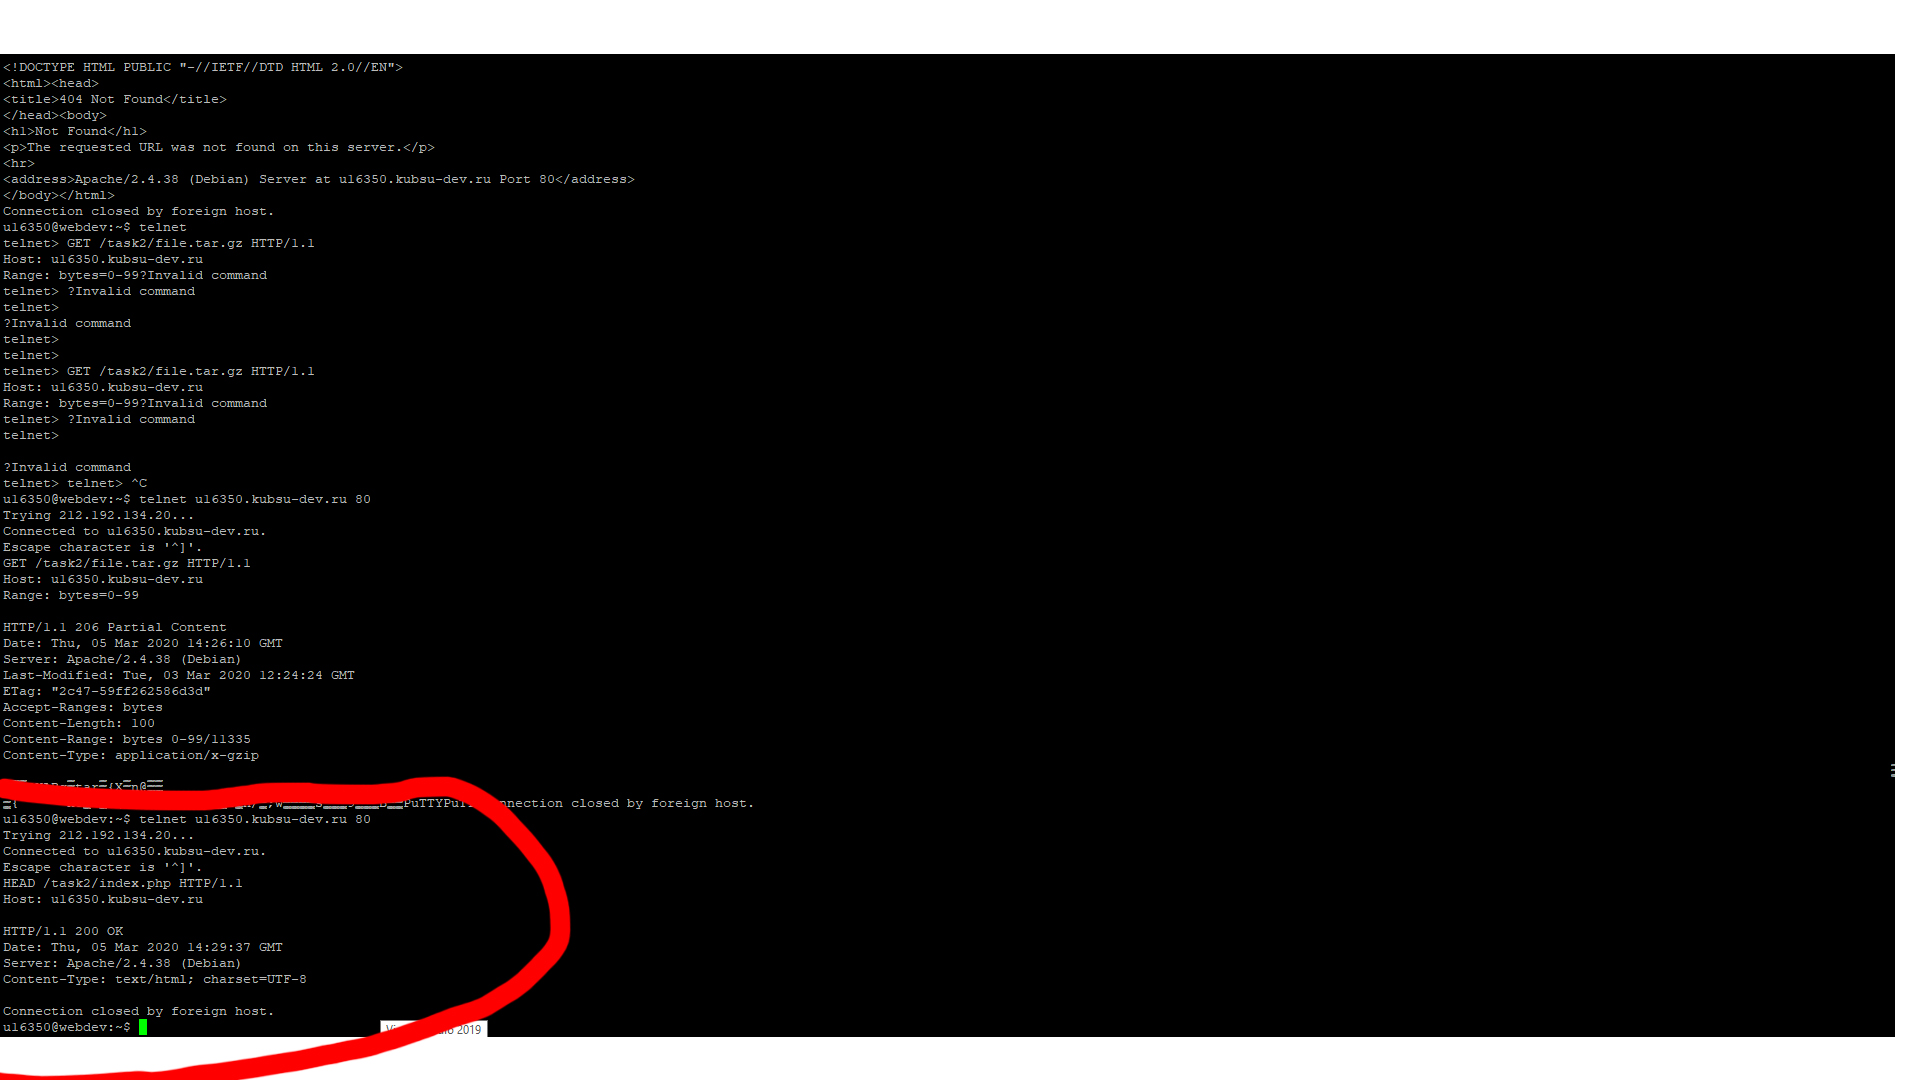 <!DOCTYPE HTML PUBLIC "-//IETF//DTD HTML 2.0//EN">
<html><head>
<title>404 Not Found</title>
</head><body>
<h1>Not Found</h1>
<p>The requested URL was not found on this server.</p>
<hr>
<address>Apache/2.4.38 (Debian) Server at u16350.kubsu-dev.ru Port 80</address>
</body></html>
Connection closed by foreign host.
u16350@webdev:~$ telnet
telnet> GET /task2/file.tar.gz HTTP/1.1
Host: u16350.kubsu-dev.ru
Range: bytes=0-99?Invalid command
telnet> ?Invalid command
telnet>
?Invalid command
telnet>
telnet>
telnet> GET /task2/file.tar.gz HTTP/1.1
Host: u16350.kubsu-dev.ru
Range: bytes=0-99?Invalid command
telnet> ?Invalid command
telnet>
?Invalid command
telnet> telnet> ^C
u16350@webdev:~$ telnet u16350.kubsu-dev.ru 80
Trying 212.192.134.20...
Connected to u16350.kubsu-dev.ru.
Escape character is '^]'.
GET /task2/file.tar.gz HTTP/1.1
Host: u16350.kubsu-dev.ru
Range: bytes=0-99

HTTP/1.1 206 Partial Content
Date: Thu, 05 Mar 2020 14:26:10 GMT
Server: Apache/2.4.38 (Debian)
Last-Modified: Tue, 03 Mar 2020 12:24:24 GMT
ETag: "2c47-59ff262586d3d"
Accept-Ranges: bytes
Content-Length: 100
Content-Range: bytes 0-99/11335
Content-Type: application/x-gzip

closed by foreign host.
u16350@webdev:~$ telnet u16350.kubsu-dev.ru 80
Trying 212.192.134.20...
Connected to u16350.kubsu-dev.ru.
Escape character is '^]'.
HEAD /task2/index.php HTTP/1.1
Host: u16350.kubsu-dev.ru

HTTP/1.1 200 OK
Date: Thu, 05 Mar 2020 14:29:37 GMT
Server: Apache/2.4.38 (Debian)
Content-Type: text/html; charset=UTF-8

Connection closed by foreign host.
u16350@webdev:~$
2019